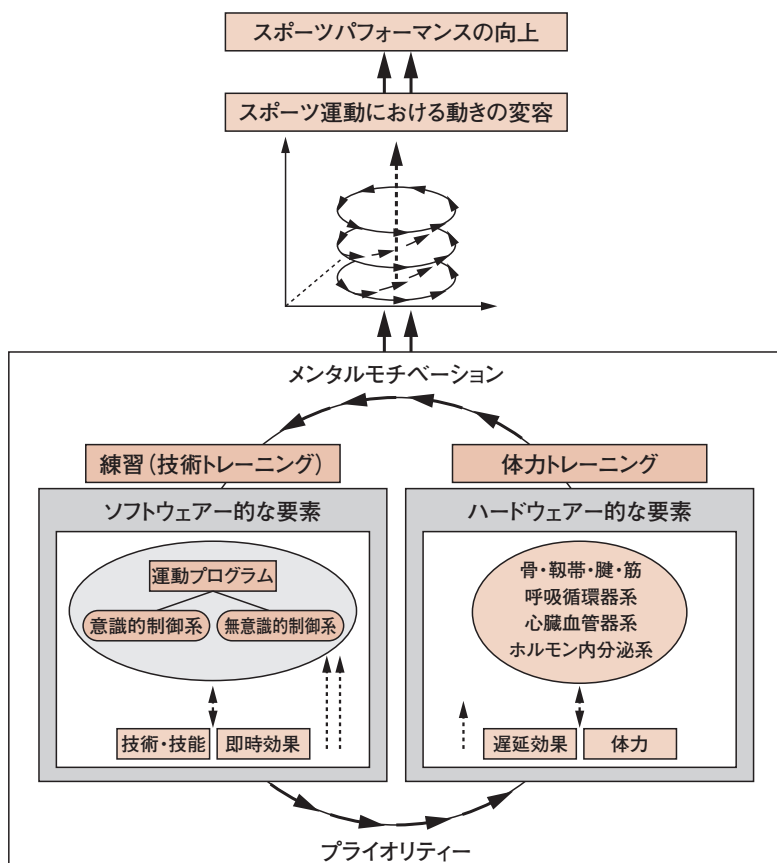 スポーツパフォーマンスの向上
スポーツ運動における動きの変容
メンタルモチベーション
練習（技術トレーニング）
体力トレーニング
ソフトウェアー的な要素
ハードウェアー的な要素
運動プログラム
意識的制御系
無意識的制御系
骨・靱帯・腱・筋
呼吸循環器系
心臓血管器系
ホルモン内分泌系
技術・技能
即時効果
遅延効果
体力
プライオリティー